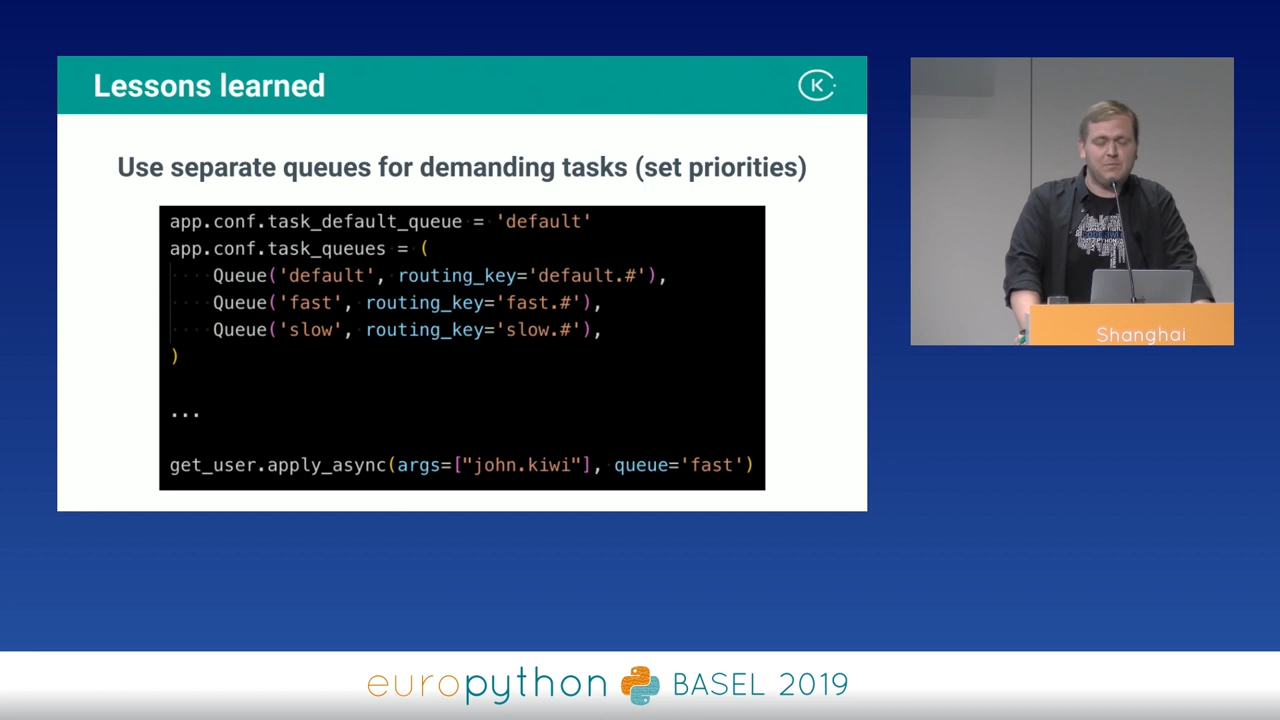 Lessons learned
K
Use separate queues for demanding tasks (set priorities)
app.conf.task_default_queue = 'default'
app.conf.task_queues = (
Queue('default', routing_key='default.#'),
Queue('fast', routing_key='fast.#'),
Queue('slow', routing_key='slow.#'),
)
...
get_user.apply_async(args=["john.kiwi"], queue='fast')
Shanghai
europython BASEL 2019